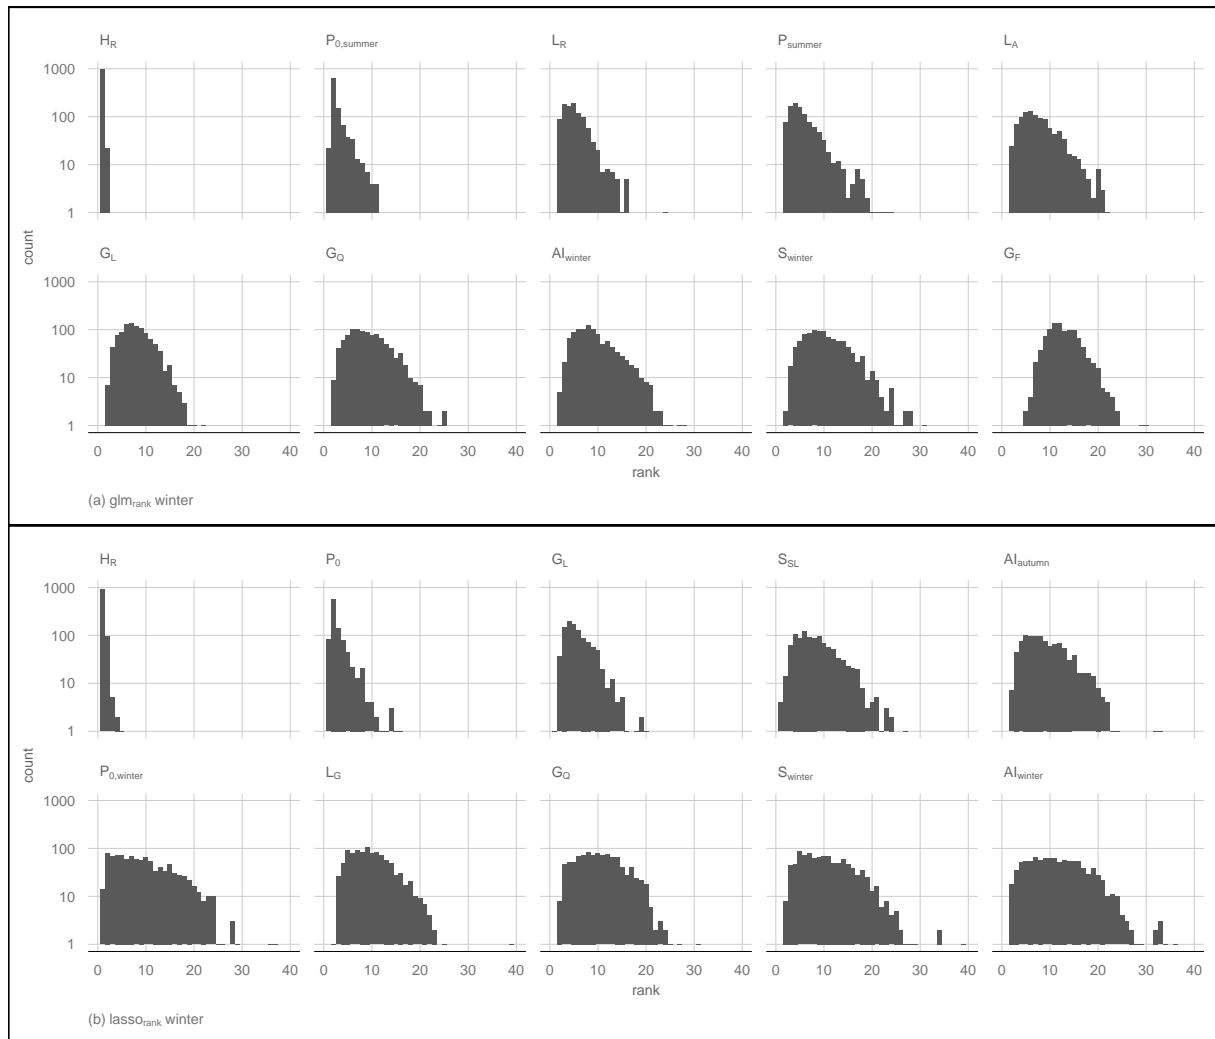 H_R P_0,summer L_R P_summer L_A
1000
100
10
1
G_L G_Q AI_winter S_winter G_F
count
1000
100
10
1
0 10 20 30 40 0 10 20 30 40 0 10 20 30 40 0 10 20 30 40 0 10 20 30 40
rank
(a) glm_rank winter
H_R P_0 G_L S_SL AI_autumn
1000
100
10
1
count
P_0,winter L_G G_Q S_winter AI_winter
1000
100
10
1
0 10 20 30 40 0 10 20 30 40 0 10 20 30 40 0 10 20 30 40 0 10 20 30 40
rank
(b) lasso_rank winter